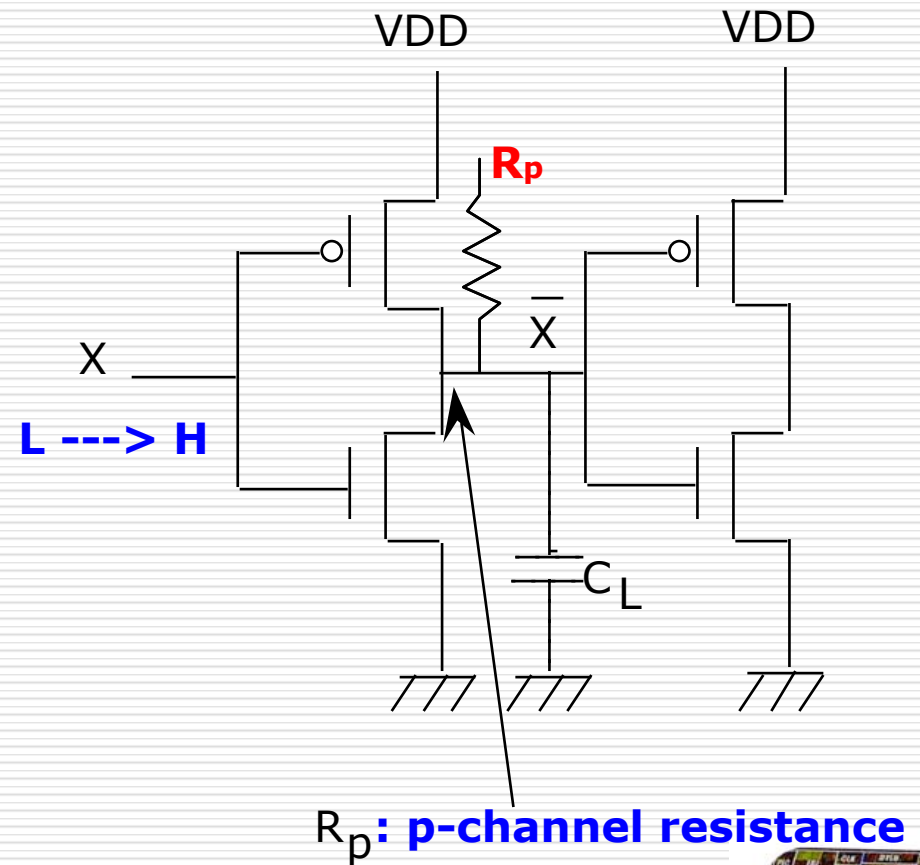 VDD
VDD
Rp
X̅
X
L ---> H
CL
Rp: p-channel resistance